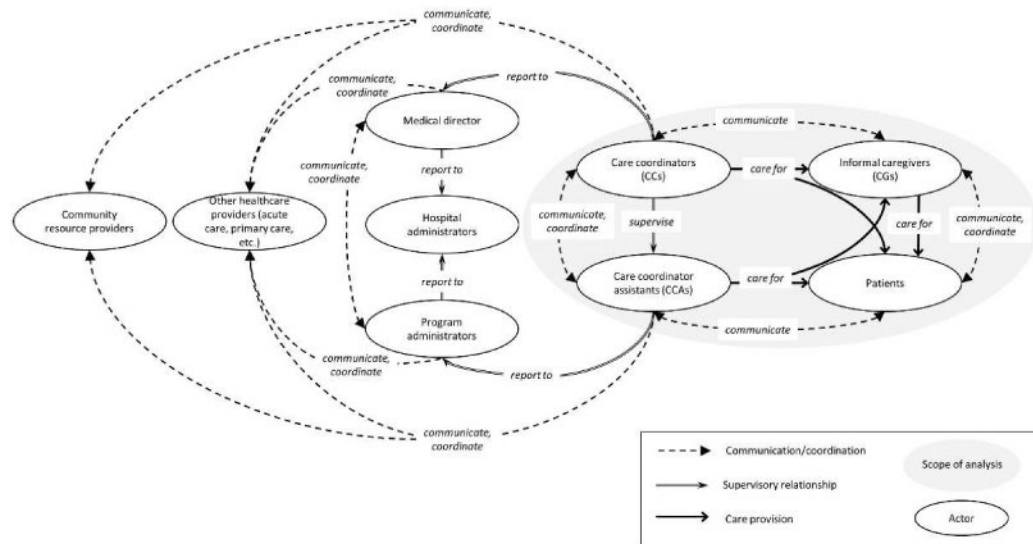 communicate,
coordinate
communicate,
coordinate
report to
Medical director
communicate
communicate,
coordinate
report to
Care coordinators
(CCs)
care for
Informal caregivers
(CGs)
Community
resource providers
Other healthcare
providers (acute
care, primary care,
etc.)
Hospital
administrators
communicate,
coordinate
supervise
care for
communicate,
coordinate
report to
Care coordinator
assistants (CCAs)
care for
Patients
Program
administrators
communicate
communicate,
coordinate
report to
communicate,
coordinate
Communication/coordination
Supervisory relationship
Care provision
Scope of analysis
Actor